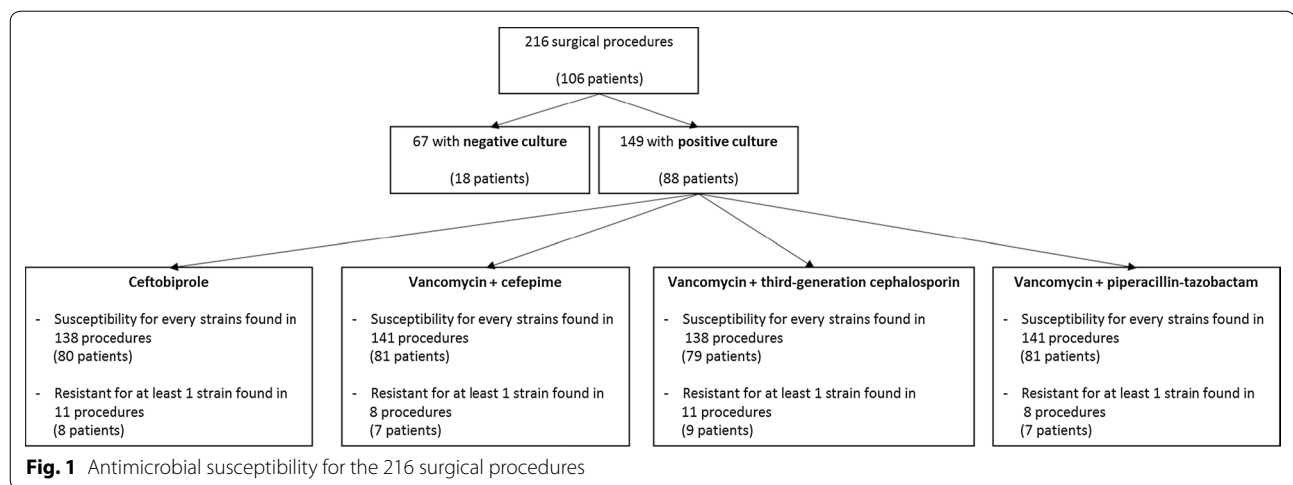 216 surgical procedures
(106 patients)
67 with negative culture
(18 patients)
149 with positive culture
(88 patients)
Ceftobiprole
- Susceptibility for every strains found in
138 procedures
(80 patients)
- Resistant for at least 1 strain found in
11 procedures
(8 patients)
Vancomycin + cefepime
- Susceptibility for every strains found in
141 procedures
(81 patients)
- Resistant for at least 1 strain found in
8 procedures
(7 patients)
Vancomycin + third-generation cephalosporin
- Susceptibility for every strains found in
138 procedures
(79 patients)
- Resistant for at least 1 strain found in
11 procedures
(9 patients)
Vancomycin + piperacillin-tazobactam
- Susceptibility for every strains found in
141 procedures
(81 patients)
- Resistant for at least 1 strain found in
8 procedures
(7 patients)
Fig. 1 Antimicrobial susceptibility for the 216 surgical procedures